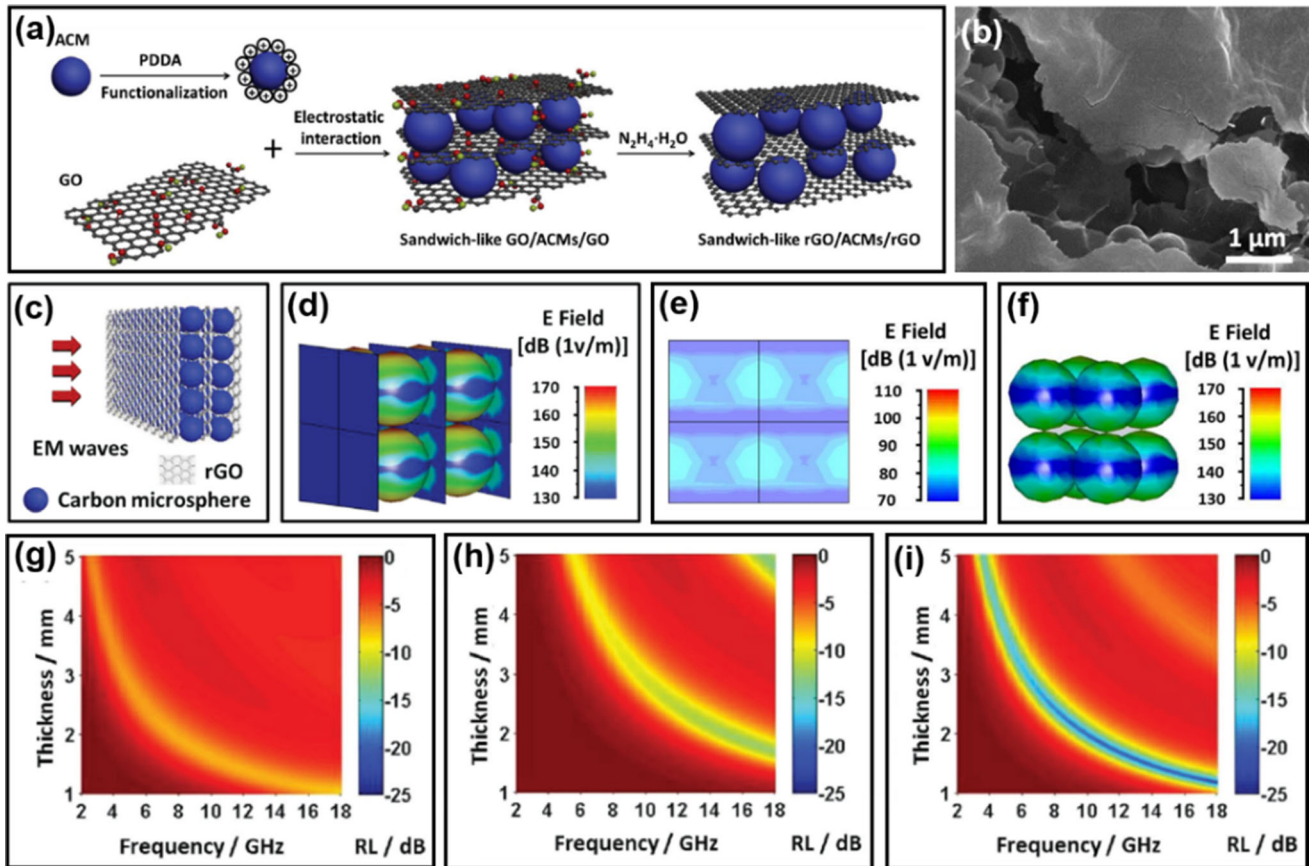 (a)
ACM
PDDA
Functionalization
GO
+
Electrostatic
interaction
N₂H₄·H₂O
Sandwich-like GO/ACMs/GO
Sandwich-like rGO/ACMs/rGO
(b)
1 μm
(c)
EM waves
rGO
Carbon microsphere
(d)
E Field
[dB (1v/m)]
170
160
150
140
130
(e)
E Field
[dB (1 v/m)]
110
100
90
80
70
(f)
E Field
[dB (1 v/m)]
170
160
150
140
130
(g)
Thickness / mm
5
4
3
2
1
2 4 6 8 10 12 14 16 18
Frequency / GHz
0
-5
-10
-15
-20
-25
RL / dB
(h)
Thickness / mm
5
4
3
2
1
2 4 6 8 10 12 14 16 18
Frequency / GHz
0
-5
-10
-15
-20
-25
RL / dB
(i)
Thickness / mm
5
4
3
2
1
2 4 6 8 10 12 14 16 18
Frequency / GHz
0
-5
-10
-15
-20
-25
RL / dB